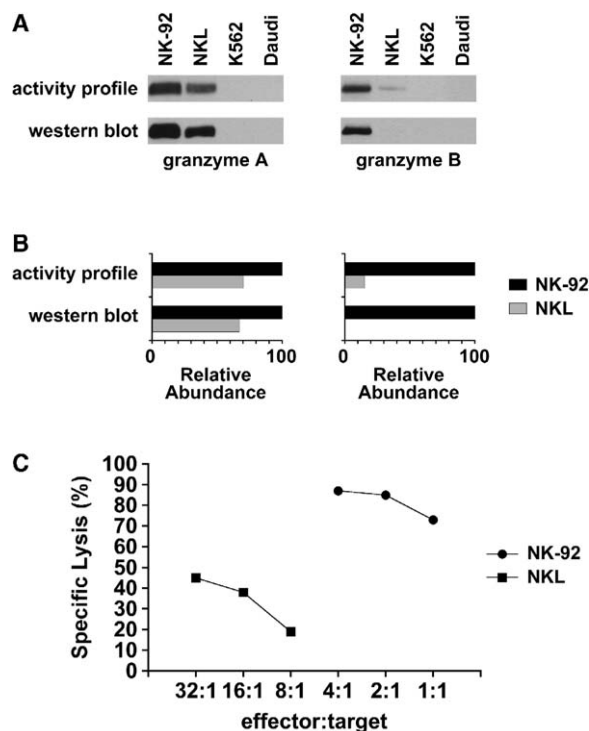 A
NK-92 NKL K562 Daudi NK-92 NKL K562 Daudi
activity profile
western blot
granzyme A granzyme B
B
activity profile
western blot
NK-92
NKL
0 100 0 100
Relative Abundance Relative Abundance
C
Specific Lysis (%)
100
90
80
70
60
50
40
30
20
10
0
32:1 16:1 8:1 4:1 2:1 1:1
effector:target
NK-92
NKL